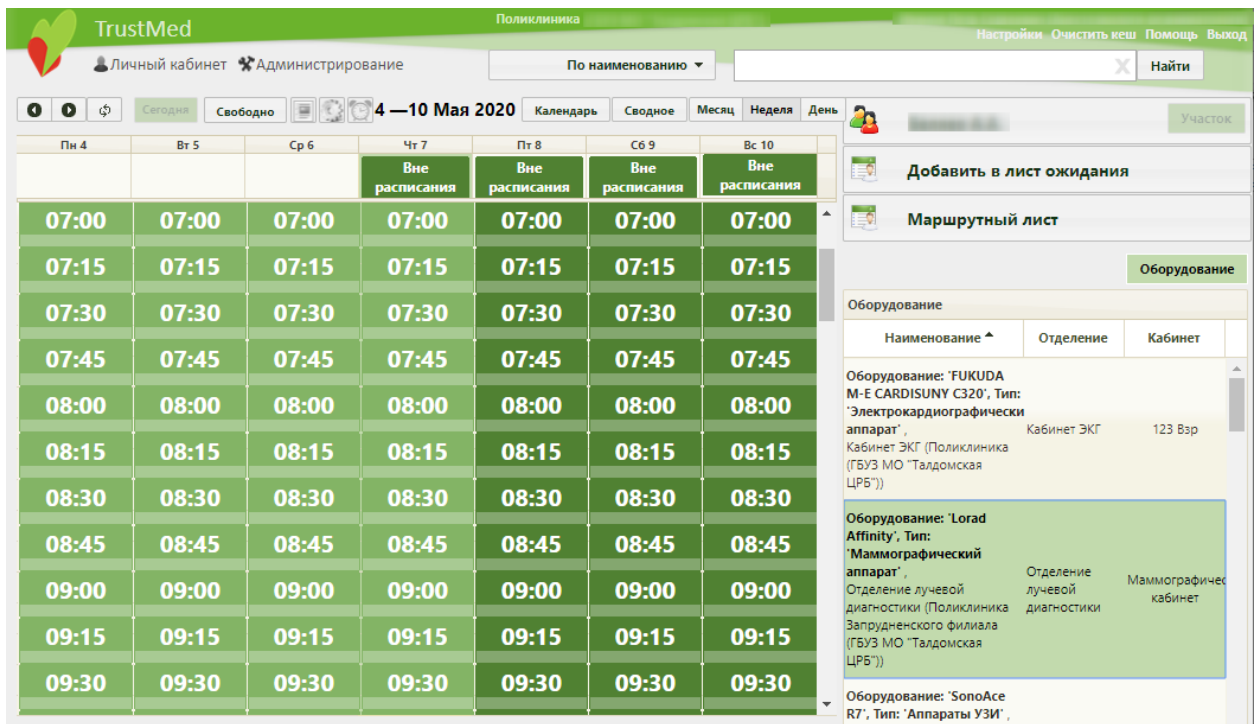 TrustMed
Поликлиника
Настройки Очистить кеш Помощь Выход
Личный кабинет Администрирование
По наименованию
X
Найти
Сегодня Свободно 4 —10 Мая 2020 Календарь Сводное Месяц Неделя День
Участок
Пн 4 Вт 5 Ср 6 Чт 7 Пт 8 Сб 9 Вс 10
Вне расписания Вне расписания Вне расписания Вне расписания
07:00 07:00 07:00 07:00 07:00 07:00 07:00
07:15 07:15 07:15 07:15 07:15 07:15 07:15
07:30 07:30 07:30 07:30 07:30 07:30 07:30
07:45 07:45 07:45 07:45 07:45 07:45 07:45
08:00 08:00 08:00 08:00 08:00 08:00 08:00
08:15 08:15 08:15 08:15 08:15 08:15 08:15
08:30 08:30 08:30 08:30 08:30 08:30 08:30
08:45 08:45 08:45 08:45 08:45 08:45 08:45
09:00 09:00 09:00 09:00 09:00 09:00 09:00
09:15 09:15 09:15 09:15 09:15 09:15 09:15
09:30 09:30 09:30 09:30 09:30 09:30 09:30
Добавить в лист ожидания
Маршрутный лист
Оборудование
Оборудование
Наименование Отделение Кабинет
Оборудование: 'FUKUDA
M-E CARDISUNY C320', Тип:
'Электрокардиографически
аппарат' ,
Кабинет ЭКГ (Поликлиника
(ГБУЗ МО "Талдомская
ЦРБ"))
Кабинет ЭКГ
123 Взр
Оборудование: 'Lorad
Affinity', Тип:
'Маммографический
аппарат' ,
Отделение лучевой
диагностики (Поликлиника
Запрудненского филиала
(ГБУЗ МО "Талдомская
ЦРБ"))
Отделение
лучевой
диагностики
Маммографичес
кабинет
Оборудование: 'SonoAce
R7', Тип: 'Аппараты УЗИ' ,